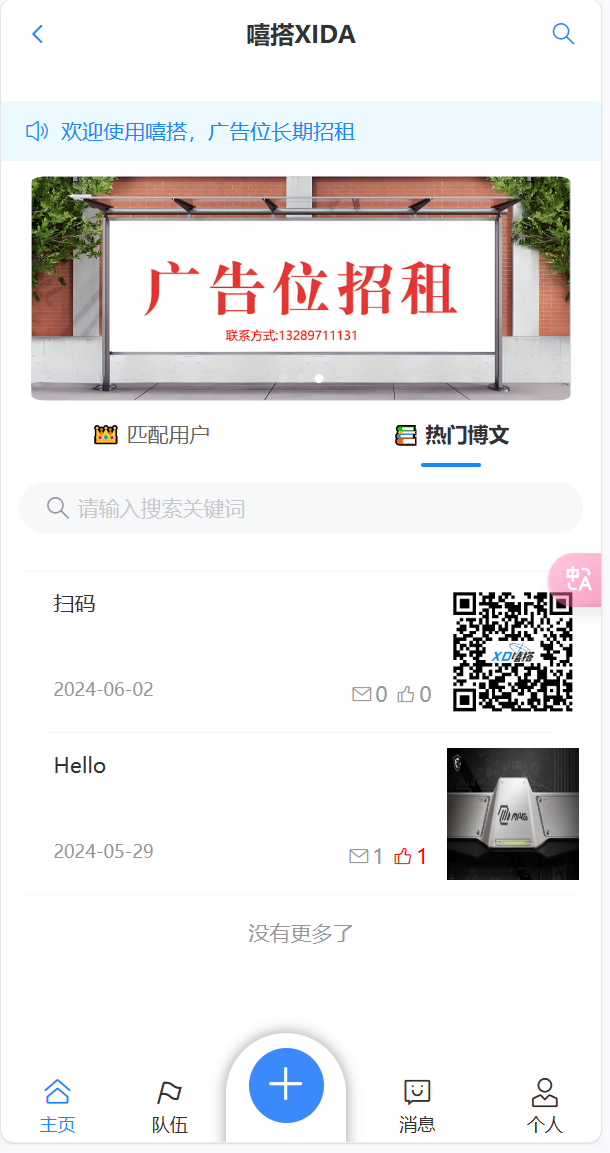 嘻搭XIDA
欢迎使用嘻搭，广告位长期招租
广告位招租
联系方式:13289711131
匹配用户
热门博文
请输入搜索关键词
中 A
扫码
XD嘻搭
2024-06-02
0
0
Hello
2024-05-29
1
1
没有更多了
主页
队伍
消息
个人